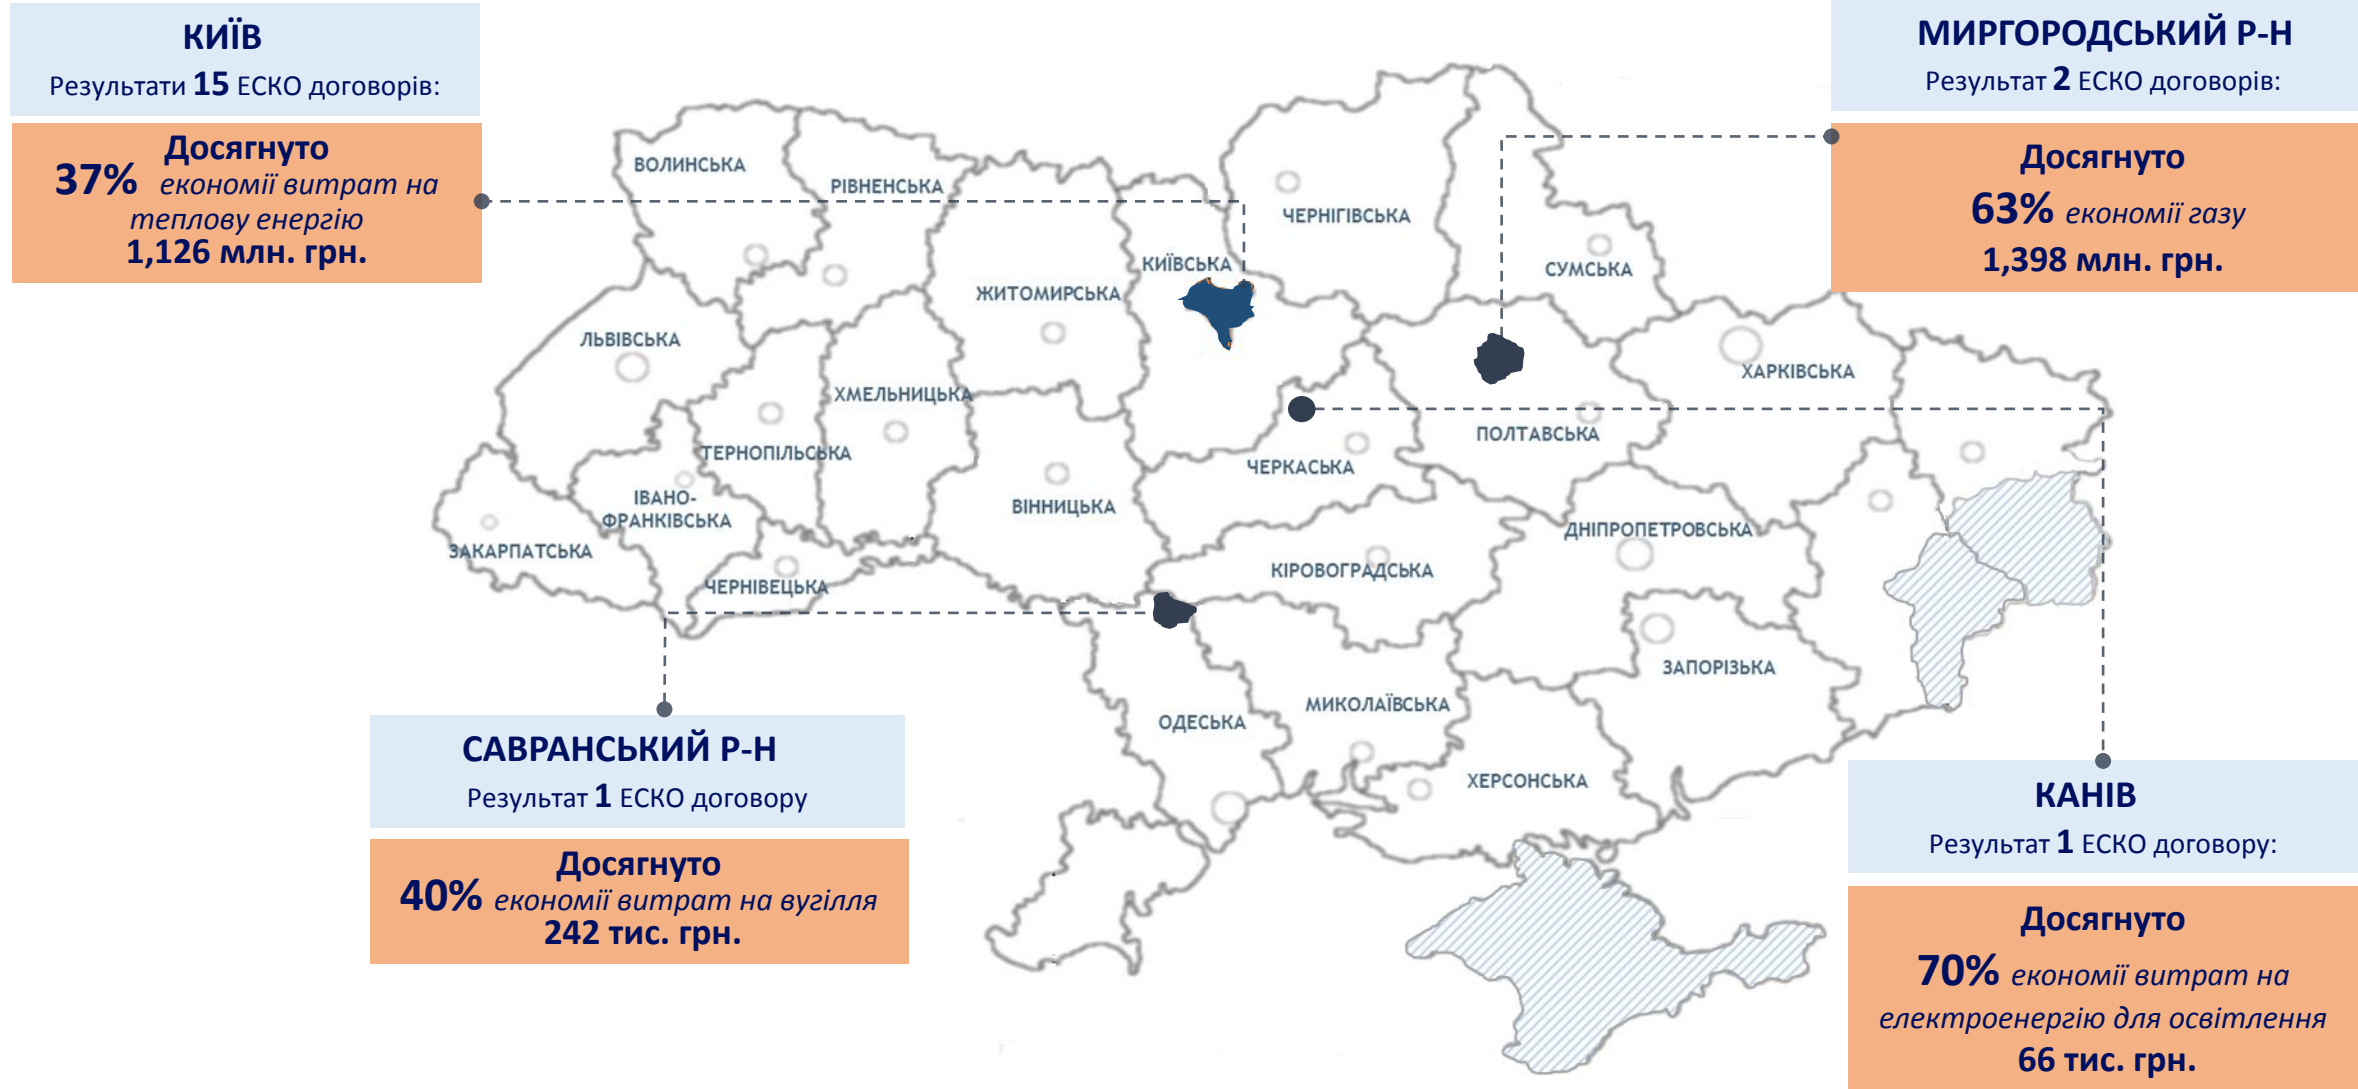 КИЇВ
Результати 15 ЕСКО договорів:
Досягнуто
37% економії витрат на
теплову енергію
1,126 млн. грн.
МИРГОРОДСЬКИЙ Р-Н
Результат 2 ЕСКО договорів:
Досягнуто
63% економії газу
1,398 млн. грн.
ВОЛИНСЬКА
РІВНЕНСЬКА
ЧЕРНІГІВСЬКА
КИЇВСЬКА
СУМСЬКА
ЖИТОМИРСЬКА
ЛЬВІВСЬКА
ХАРКІВСЬКА
ХМЕЛЬНИЦЬКА
ПОЛТАВСЬКА
ТЕРНОПІЛЬСЬКА
ЧЕРКАСЬКА
ІВАНО-
ФРАНКІВСЬКА
ВІННИЦЬКА
ДНІПРОПЕТРОВСЬКА
ЗАКАРПАТСЬКА
КІРОВОГРАДСЬКА
ЧЕРНІВЕЦЬКА
ЗАПОРІЗЬКА
МИКОЛАЇВСЬКА
ОДЕСЬКА
ХЕРСОНСЬКА
САВРАНСЬКИЙ Р-Н
Результат 1 ЕСКО договору
Досягнуто
40% економії витрат на вугілля
242 тис. грн.
КАНІВ
Результат 1 ЕСКО договору:
Досягнуто
70% економії витрат на
електроенергію для освітлення
66 тис. грн.